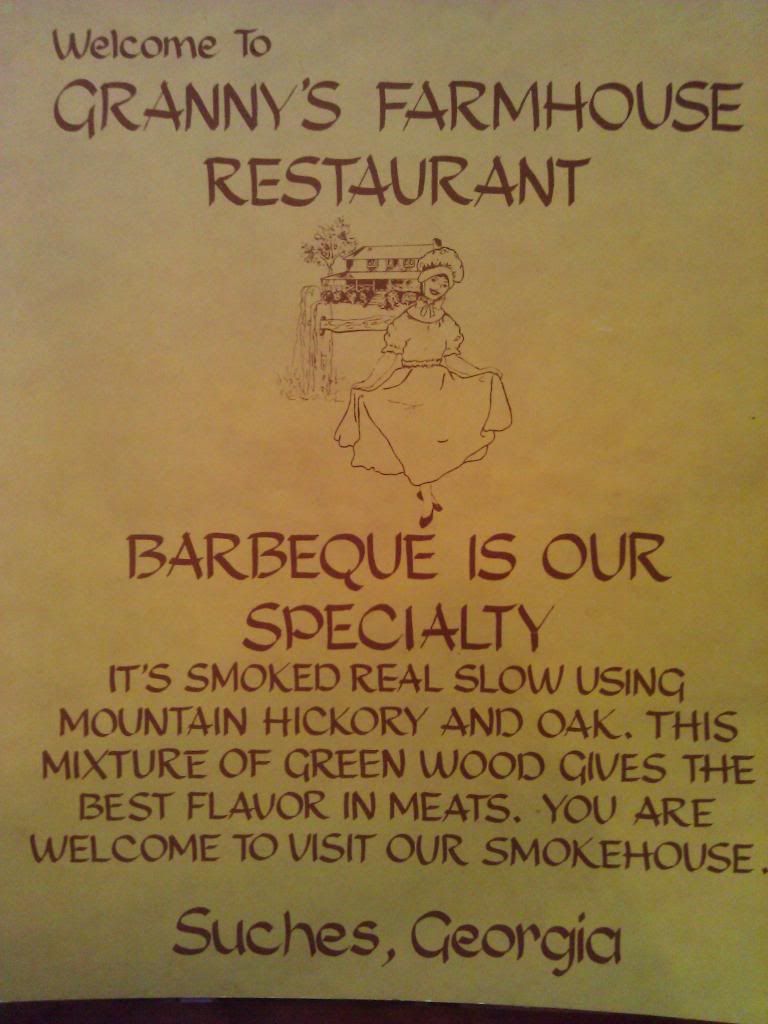 Welcome To
GRANNY'S FARMHOUSE
RESTAURANT
BARBEQUE IS OUR
SPECIALTY
IT'S SMOKED REAL SLOW USING
MOUNTAIN HICKORY AND OAK. THIS
MIXTURE OF GREEN WOOD GIVES THE
BEST FLAVOR IN MEATS. YOU ARE
WELCOME TO VISIT OUR SMOKEHOUSE.
Suches, Georgia